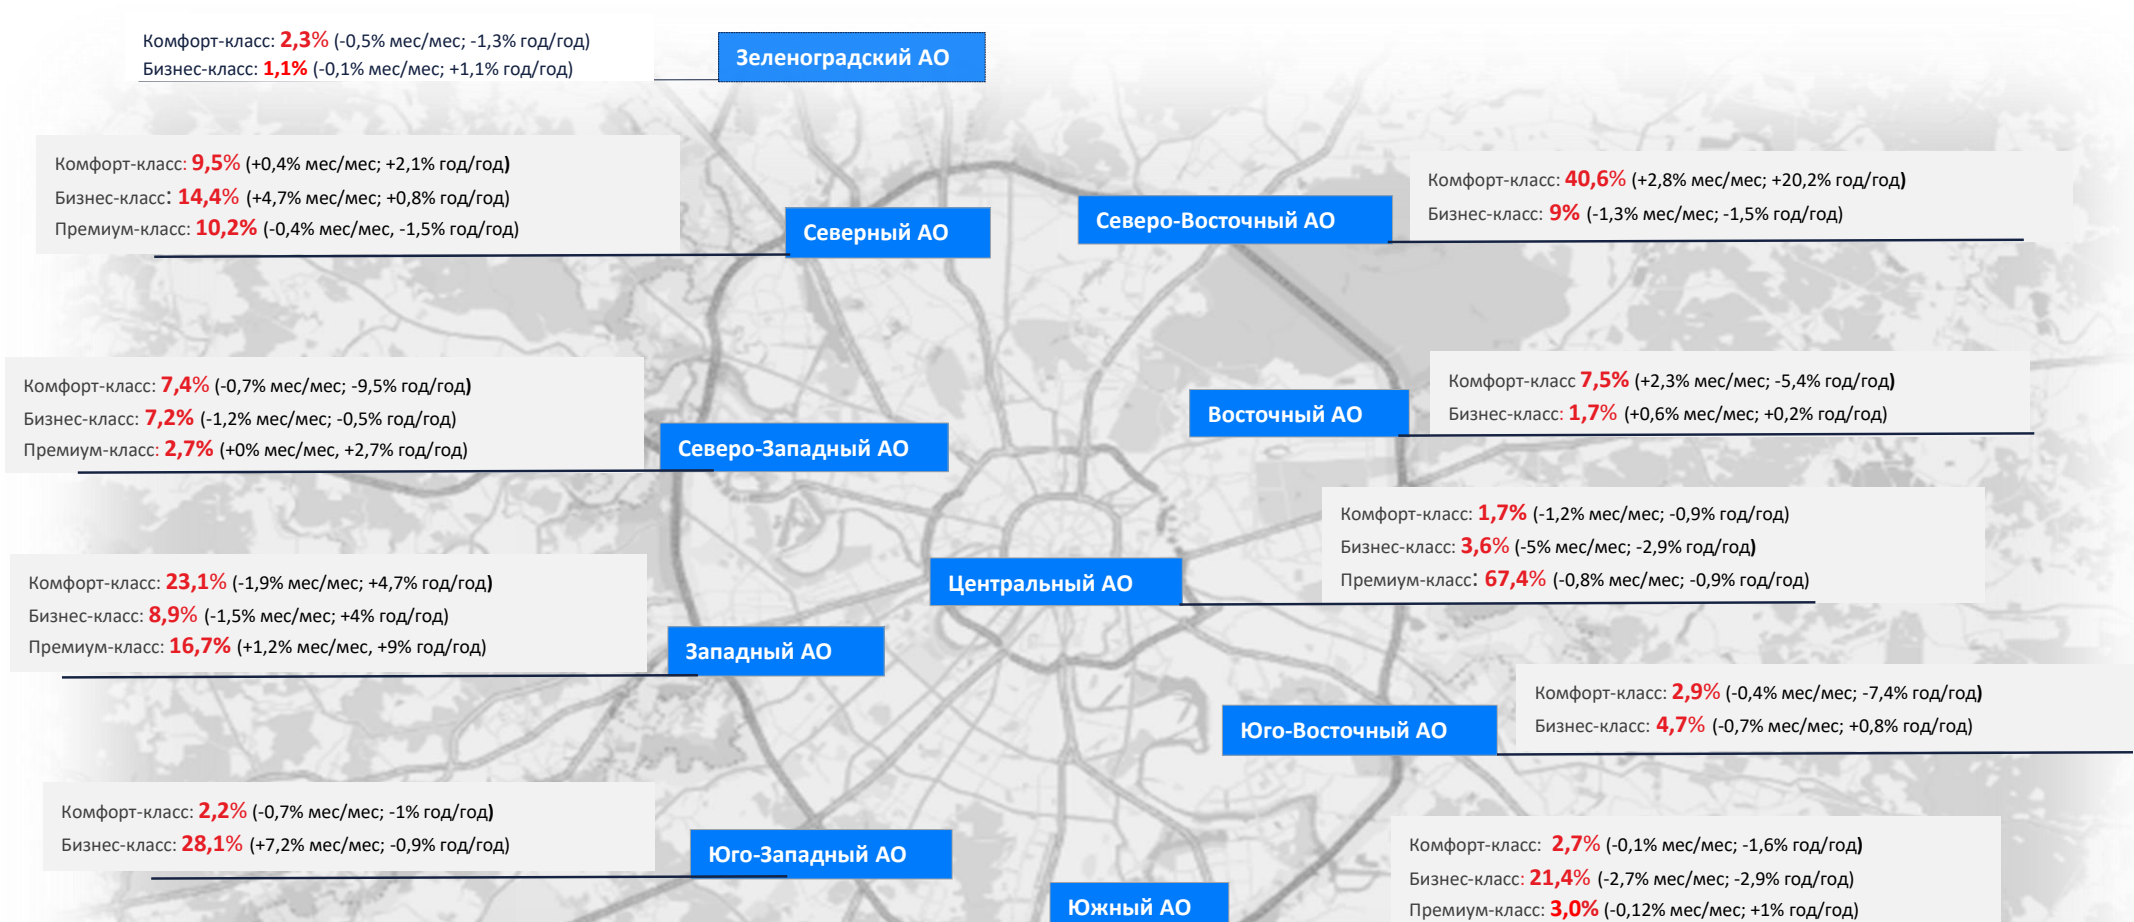 Комфорт-класс: 2,3% (-0,5% мес/мес; -1,3% год/год)
Бизнес-класс: 1,1% (-0,1% мес/мес; +1,1% год/год)
Зеленоградский АО
Комфорт-класс: 9,5% (+0,4% мес/мес; +2,1% год/год)
Бизнес-класс: 14,4% (+4,7% мес/мес; +0,8% год/год)
Премиум-класс: 10,2% (-0,4% мес/мес, -1,5% год/год)
Северный АО
Северо-Восточный АО
Комфорт-класс: 40,6% (+2,8% мес/мес; +20,2% год/год)
Бизнес-класс: 9% (-1,3% мес/мес; -1,5% год/год)
Комфорт-класс: 7,4% (-0,7% мес/мес; -9,5% год/год)
Бизнес-класс: 7,2% (-1,2% мес/мес; -0,5% год/год)
Премиум-класс: 2,7% (+0% мес/мес, +2,7% год/год)
Северо-Западный АО
Восточный АО
Комфорт-класс 7,5% (+2,3% мес/мес; -5,4% год/год)
Бизнес-класс: 1,7% (+0,6% мес/мес; +0,2% год/год)
Центральный АО
Комфорт-класс: 1,7% (-1,2% мес/мес; -0,9% год/год)
Бизнес-класс: 3,6% (-5% мес/мес; -2,9% год/год)
Премиум-класс: 67,4% (-0,8% мес/мес; -0,9% год/год)
Комфорт-класс: 23,1% (-1,9% мес/мес; +4,7% год/год)
Бизнес-класс: 8,9% (-1,5% мес/мес; +4% год/год)
Премиум-класс: 16,7% (+1,2% мес/мес, +9% год/год)
Западный АО
Юго-Восточный АО
Комфорт-класс: 2,9% (-0,4% мес/мес; -7,4% год/год)
Бизнес-класс: 4,7% (-0,7% мес/мес; +0,8% год/год)
Комфорт-класс: 2,2% (-0,7% мес/мес; -1% год/год)
Бизнес-класс: 28,1% (+7,2% мес/мес; -0,9% год/год)
Юго-Западный АО
Южный АО
Комфорт-класс: 2,7% (-0,1% мес/мес; -1,6% год/год)
Бизнес-класс: 21,4% (-2,7% мес/мес; -2,9% год/год)
Премиум-класс: 3,0% (-0,12% мес/мес; +1% год/год)